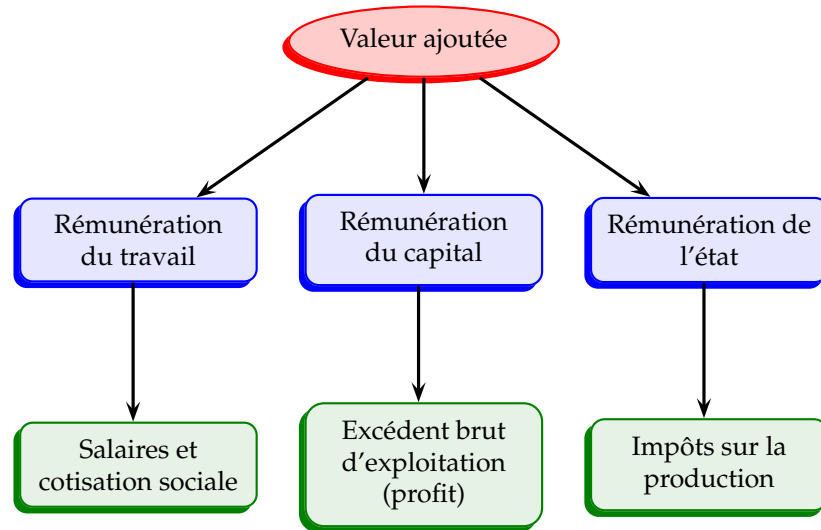 Valeur ajoutée
Rémunération
du travail
Rémunération
du capital
Rémunération de
l'état
Salaires et
cotisation sociale
Excédent brut
d'exploitation
(profit)
Impôts sur la
production